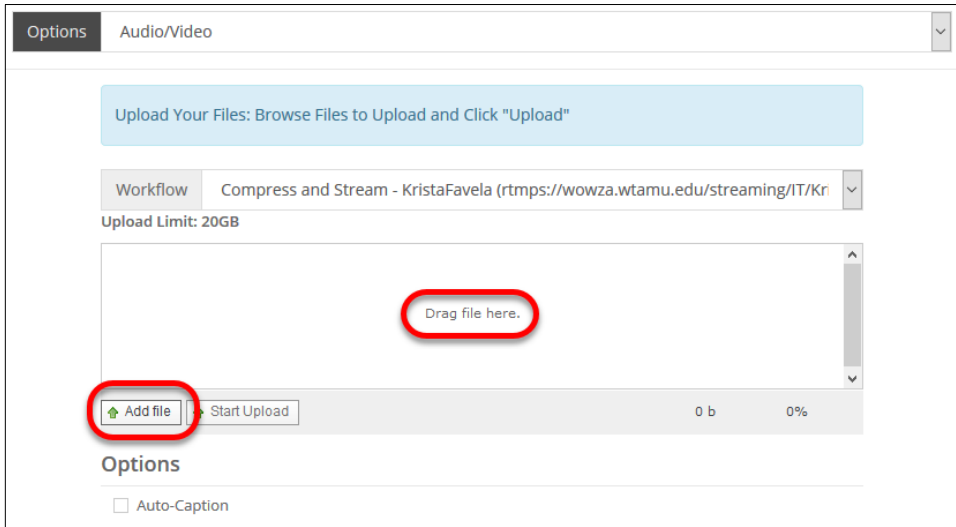 Options Audio/Video
Upload Your Files: Browse Files to Upload and Click "Upload"
Workflow Compress and Stream - KristaFavela (rtmps://wowza.wtamu.edu/streaming/IT/Kri
Upload Limit: 20GB
Drag file here.
Add file Start Upload 0 b 0%
Options
Auto-Caption